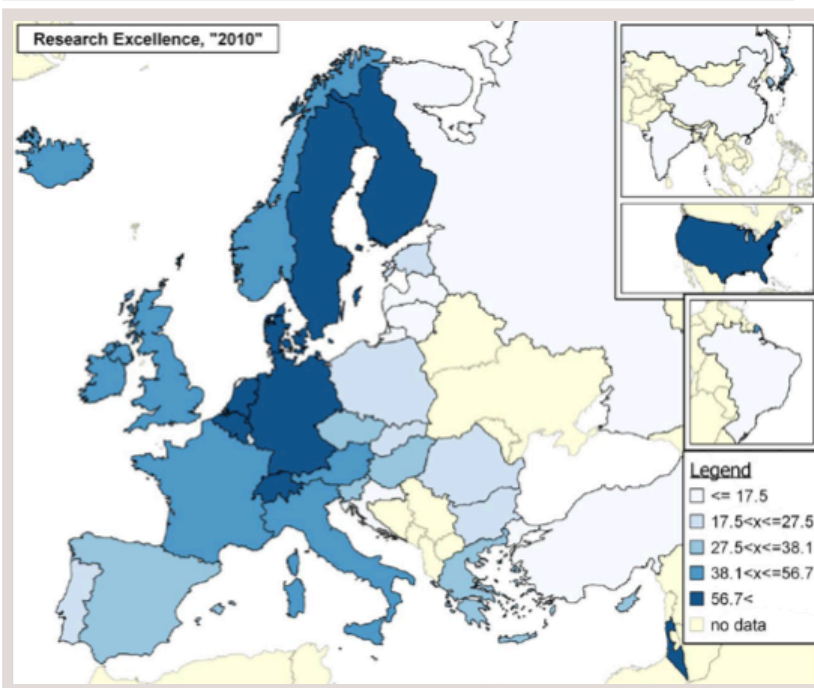 Research Excellence, "2010"
Legend
<= 17.5
17.5<x<=27.5
27.5<x<=38.1
38.1<x<=56.7
56.7<
no data